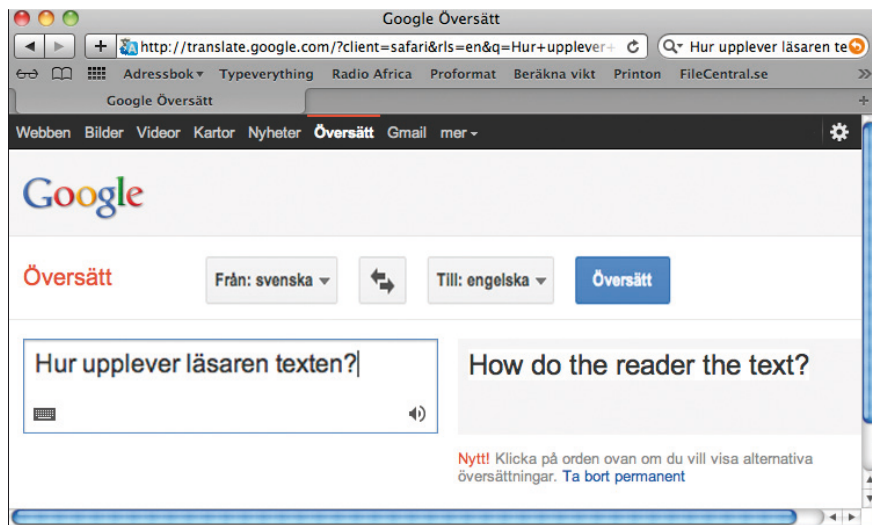 Google Översätt
http://translate.google.com/?client=safari&rls=en&q=Hur+upplever+ Hur upplever läsaren te
Adressbok Typeverything Radio Africa Proformat Beräkna vikt Printon FileCentral.se
Google Översätt
Webben Bilder Videor Kartor Nyheter Översätt Gmail mer
Google
Översätt Från: svenska Till: engelska Översätt
Hur upplever läsaren texten? How do the reader the text?
Nytt! Klicka på orden ovan om du vill visa alternativa
översättningar. Ta bort permanent